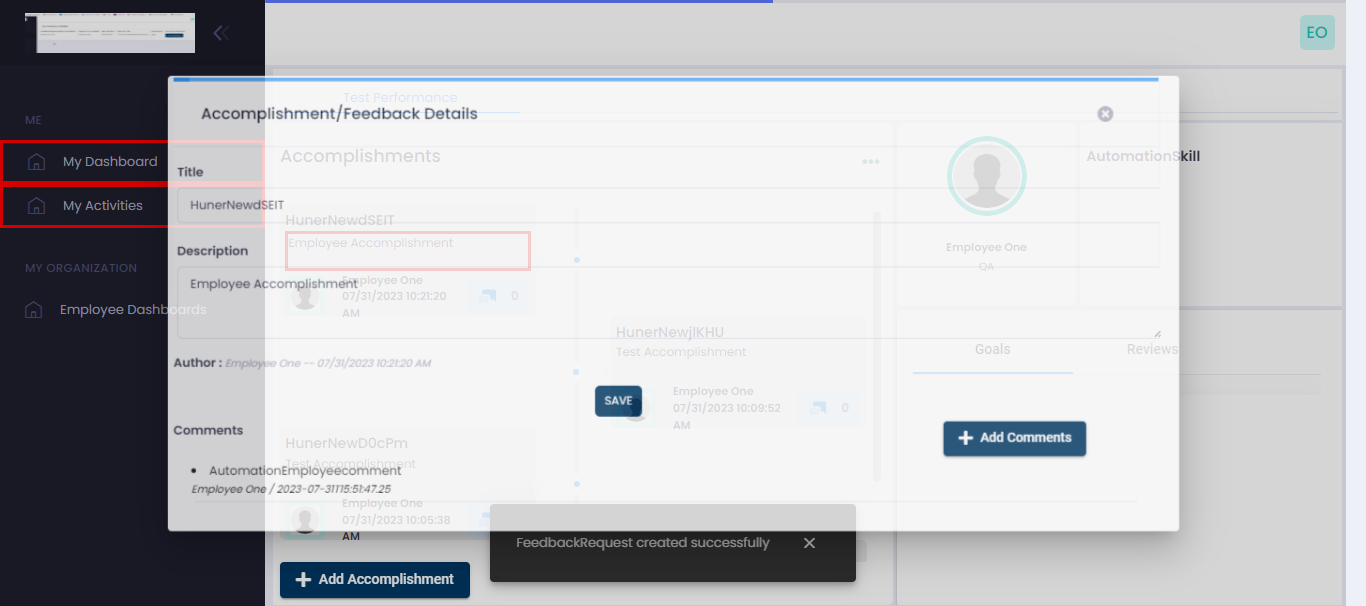 EO
ME
My Dashboard
My Activities
MY ORGANIZATION
Employee Dashboards
Test Performance
Accomplishment/Feedback Details
Accomplishments
AutomationSkill
Title
HunerNewdSEIT
HunerNewdSEIT
Employee Accomplishment
Description
Employee Accomplishment
Employee One
07/31/2023 10:21:20
AM
0
Employee One
QA
HunerNewjIKHU
Test Accomplishment
Goals
Reviews
Author : Employee One -- 07/31/2023 10:21:20 AM
Employee One
07/31/2023 10:09:52
AM
0
SAVE
Comments
Add Comments
HunerNewD0cPm
Test Accomplishment
AutomationEmployeecomment
Employee One / 2023-07-31T15:51:47.25
Employee One
07/31/2023 10:05:38
AM
FeedbackRequest created successfully
Add Accomplishment